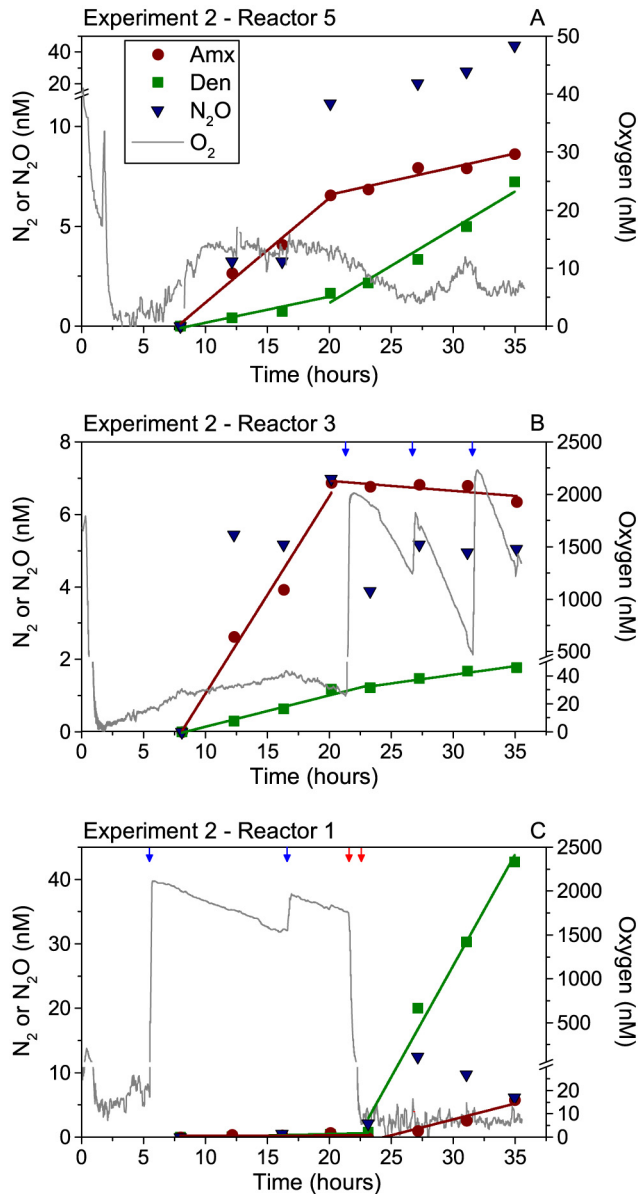 Experiment 2 - Reactor 5 A
Amx
Den
N₂O
O₂
N₂ or N₂O (nM)
40
20
10
5
0
50
40
30
20
10
0
Oxygen (nM)
0 5 10 15 20 25 30 35
Time (hours)
Experiment 2 - Reactor 3 B
N₂ or N₂O (nM)
8
6
4
2
0
2500
2000
1500
1000
500
40
20
0
Oxygen (nM)
0 5 10 15 20 25 30 35
Time (hours)
Experiment 2 - Reactor 1 C
N₂ or N₂O (nM)
40
30
20
10
0
2500
2000
1500
1000
500
20
10
0
Oxygen (nM)
0 5 10 15 20 25 30 35
Time (hours)